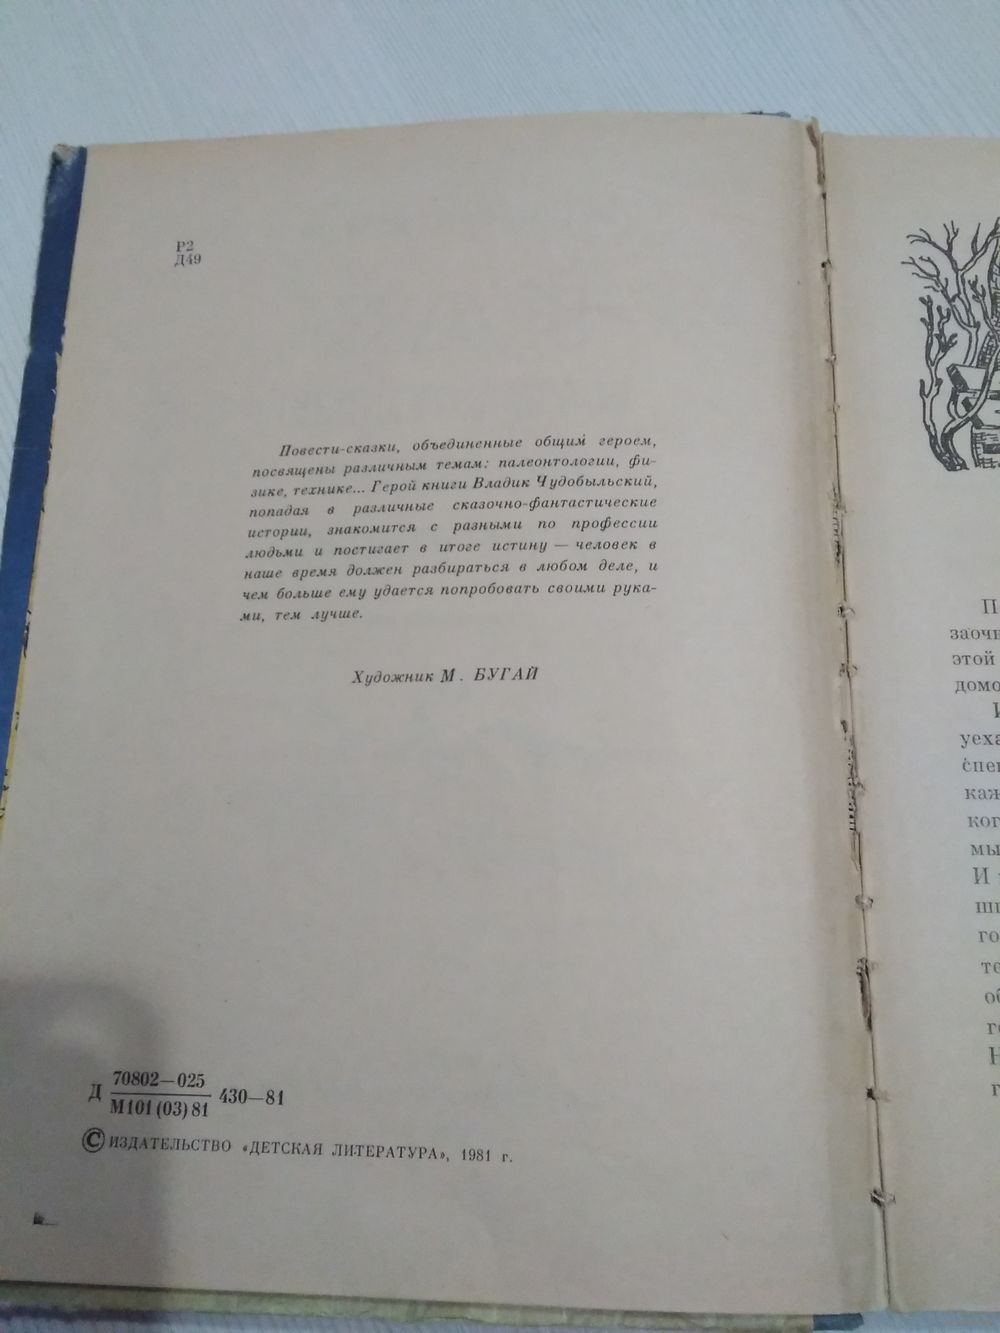 Р2
Д49
Повести-сказки, объединенные общим героем,
посвящены различным темам: палеонтологии, фи-
зике, технике... Герой книги Владик Чудобыльский,
попадая в различные сказочно-фантастические
истории, знакомится с разными по профессии
людьми и постигает в итоге истину — человек в
наше время должен разбираться в любом деле, и
чем больше ему удается попробовать своими рука-
ми, тем лучше.
Художник М. БУГАЙ
Д 70802—025 430—81
М101(03)81
© ИЗДАТЕЛЬСТВО «ДЕТСКАЯ ЛИТЕРАТУРА», 1981 г.
этой
И